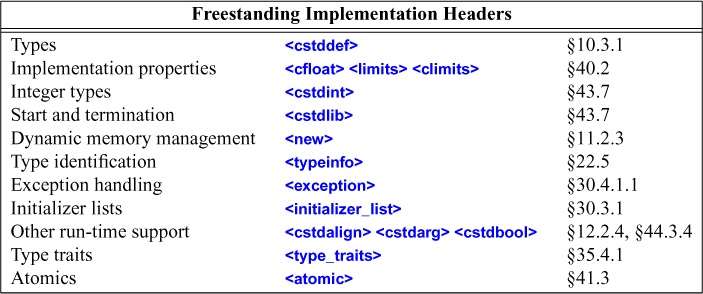 Freestanding Implementation Headers
Types <cstddef> §10.3.1
Implementation properties <cfloat> <limits> <climits> §40.2
Integer types <cstdint> §43.7
Start and termination <cstdlib> §43.7
Dynamic memory management <new> §11.2.3
Type identification <typeinfo> §22.5
Exception handling <exception> §30.4.1.1
Initializer lists <initializer_list> §30.3.1
Other run-time support <cstdalign> <cstdarg> <cstdbool> §12.2.4, §44.3.4
Type traits <type_traits> §35.4.1
Atomics <atomic> §41.3